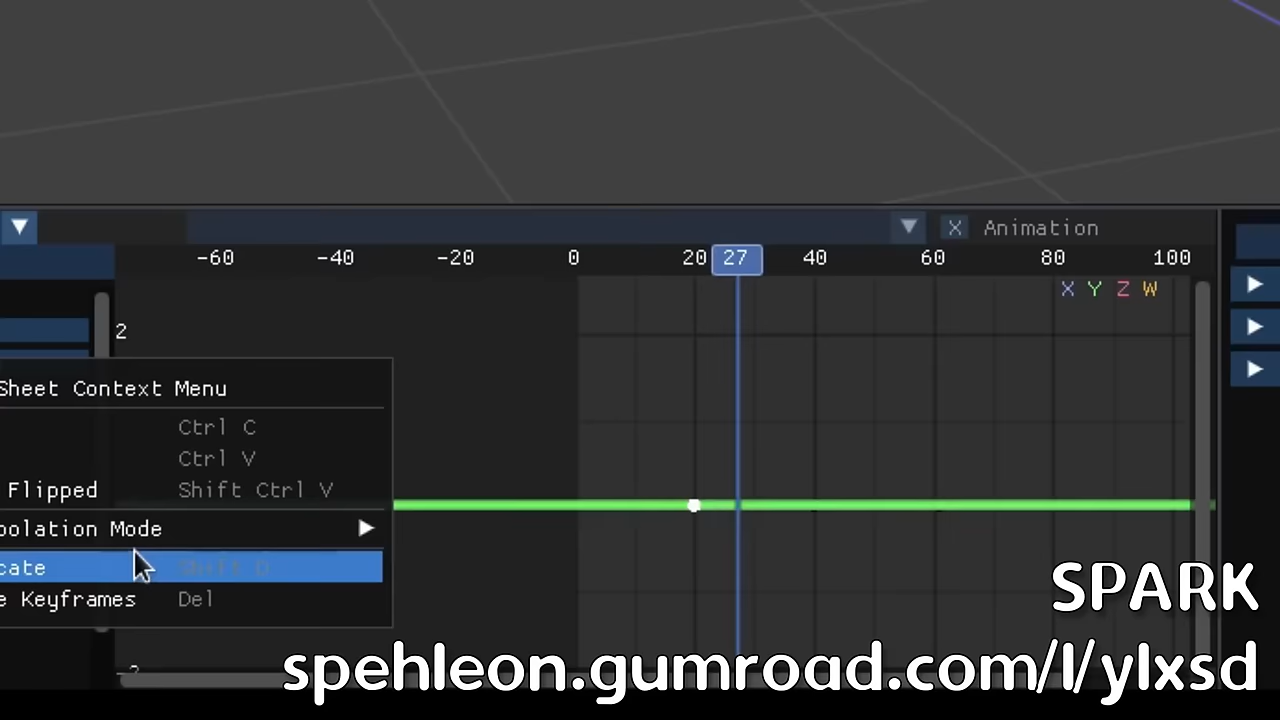 X Animation
-60 -40 -20 0 20 27 40 60 80 100
X Y Z W
2
Sheet Context Menu
Ctrl C
Ctrl V
Flipped Shift Ctrl V
polation Mode
cate Shift D
e Keyframes Del
SPARK
spehleon.gumroad.com/l/ylxsd